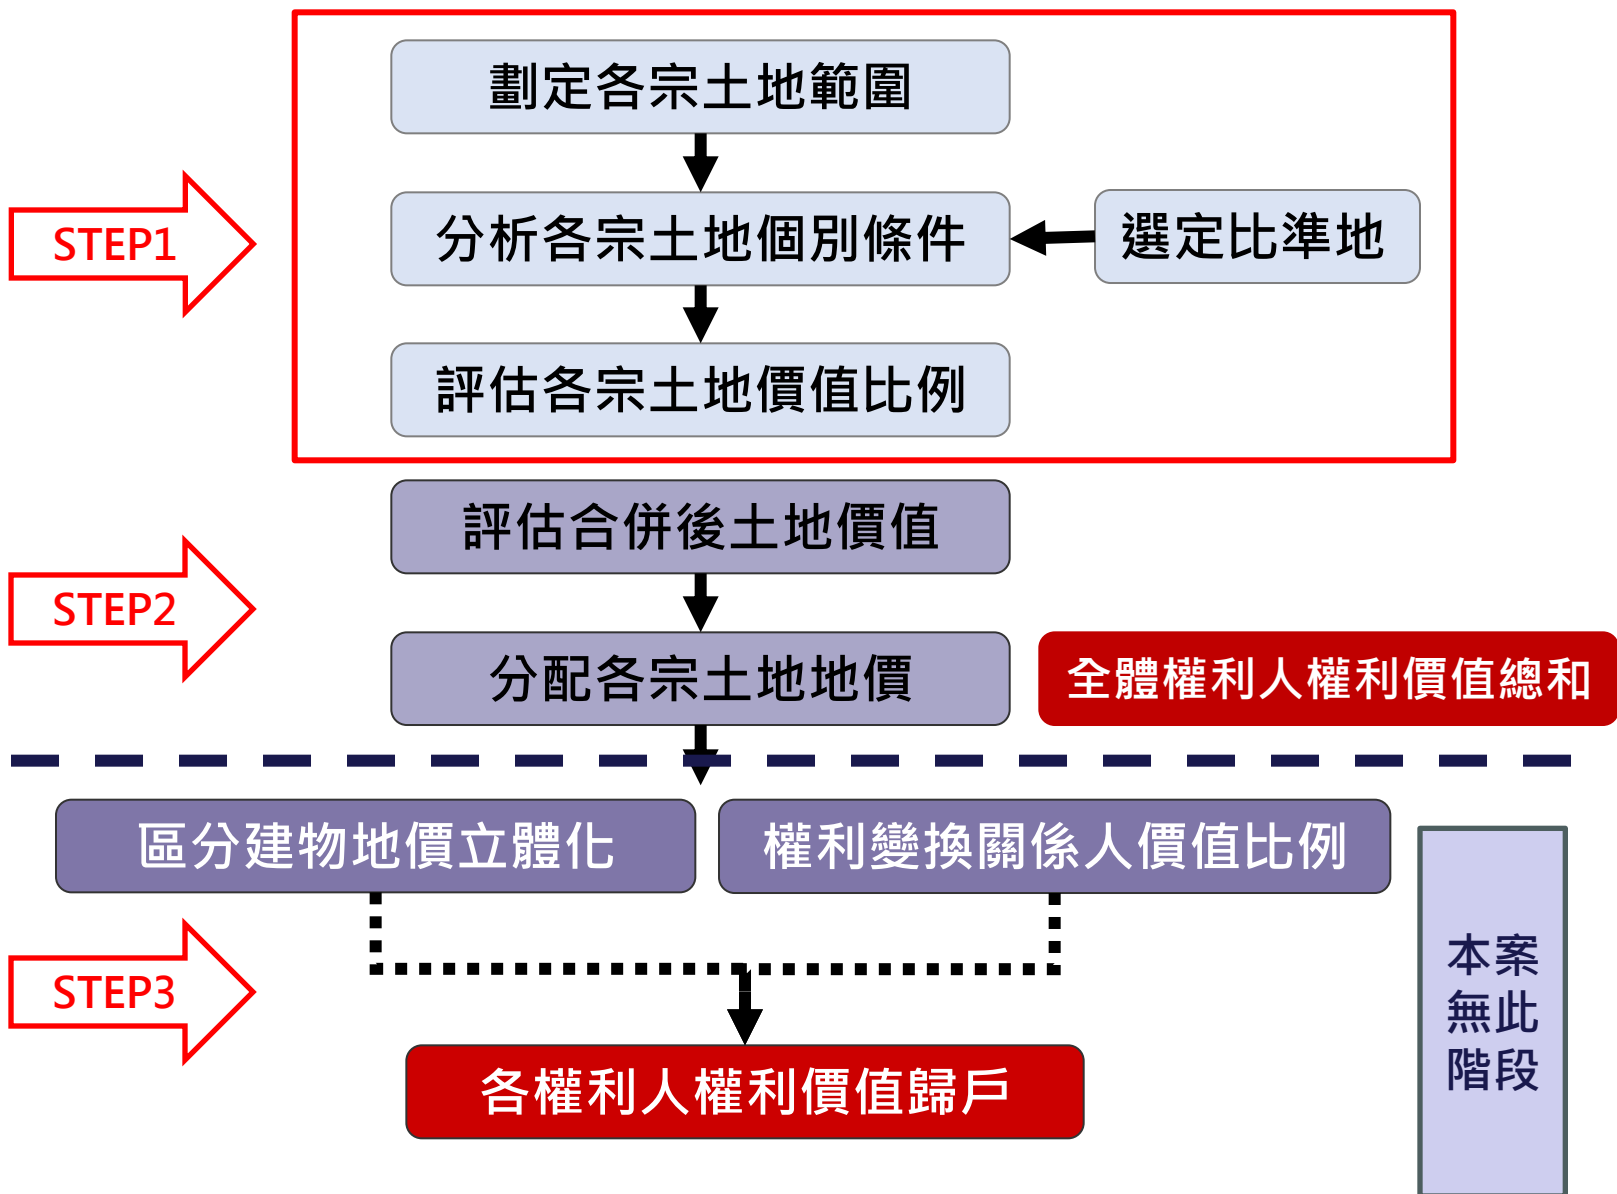 劃定各宗土地範圍
STEP1
分析各宗土地個別條件
選定比準地
評估各宗土地價值比例
評估合併後土地價值
STEP2
分配各宗土地地價
全體權利人權利價值總和
區分建物地價立體化
權利變換關係人價值比例
STEP3
本案
無此
階段
各權利人權利價值歸戶